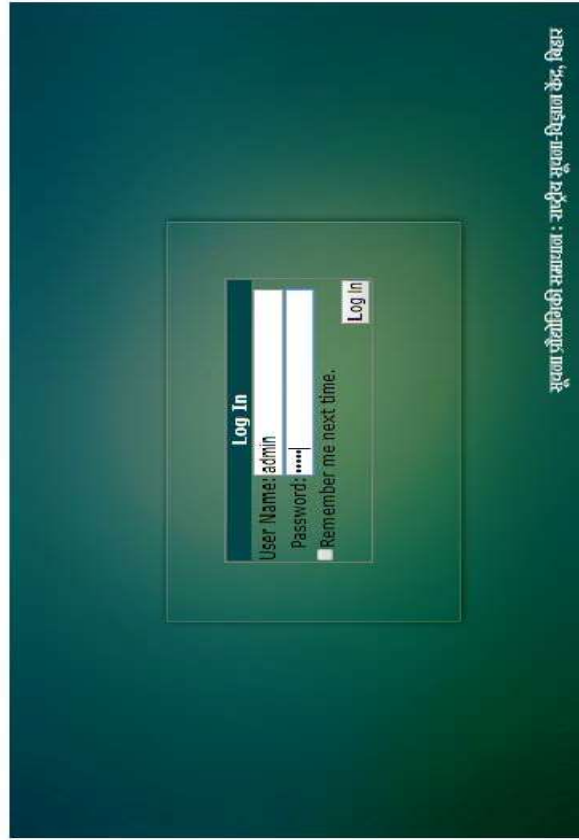 Log In
User Name: admin
Password: •••••
Remember me next time.
Log In
सूचना प्रौद्योगिकी समाधान : राष्ट्रीय सूचना-विज्ञान केंद्र, बिहार